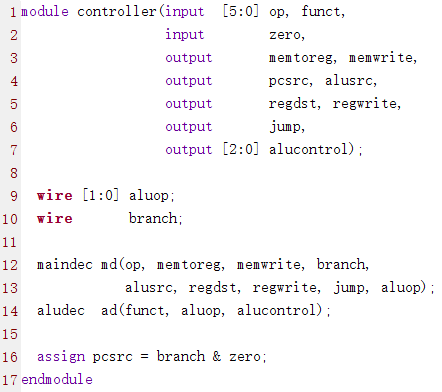 1 module controller(input  [5:0] op, funct,
2                   input        zero,
3                   output       memtoreg, memwrite,
4                   output       pcsrc, alusrc,
5                   output       regdst, regwrite,
6                   output       jump,
7                   output [2:0] alucontrol);
8
9   wire [1:0] aluop;
10   wire       branch;
11
12   maindec md(op, memtoreg, memwrite, branch,
13              alusrc, regdst, regwrite, jump, aluop);
14   aludec  ad(funct, aluop, alucontrol);
15
16   assign pcsrc = branch & zero;
17 endmodule